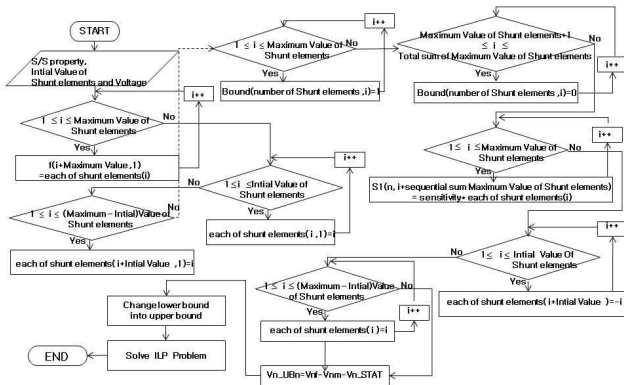 START
S/S property,
Intial Value of
Shunt elements and Voltage
1 ≤ i ≤ Maximum Value of
Shunt elements
No
Yes
i++
f(i+Maximum Value,1)
=each of shunt elements(i)
1 ≤ i ≤ Intial Value of
Shunt elements
No
Yes
i++
each of shunt elements(i,1)=i
1 ≤ i ≤ (Maximum-Intial)Value of
Shunt elements
Yes
each of shunt elements(i+Intial Value ,1)=i
1 ≤ i ≤ Maximum Value of
Shunt elements
No
Yes
i++
Bound(number of Shunt elements ,i)=1
Maximum Value of Shunt elements+1
≤ i ≤
Total sum of Maximum Value of Shunt elements
No
Yes
i++
Bound(number of Shunt elements ,i)=0
1 ≤ i ≤ Maximum Value of
Shunt elements
No
Yes
i++
S1(n, i+sequential sum Maximum Value of Shunt elements)
= sensitivity* each of shunt elements(i)
1 ≤ i ≤ Intial Value Of
Shunt elements
No
Yes
i++
each of shunt elements( i+Intial Value )=-i
1 ≤ i ≤ (Maximum-Intial)Value
of Shunt elements
No
Yes
i++
each of shunt elements( i )=i
Change lower bound
into upper bound
Solve ILP Problem
END